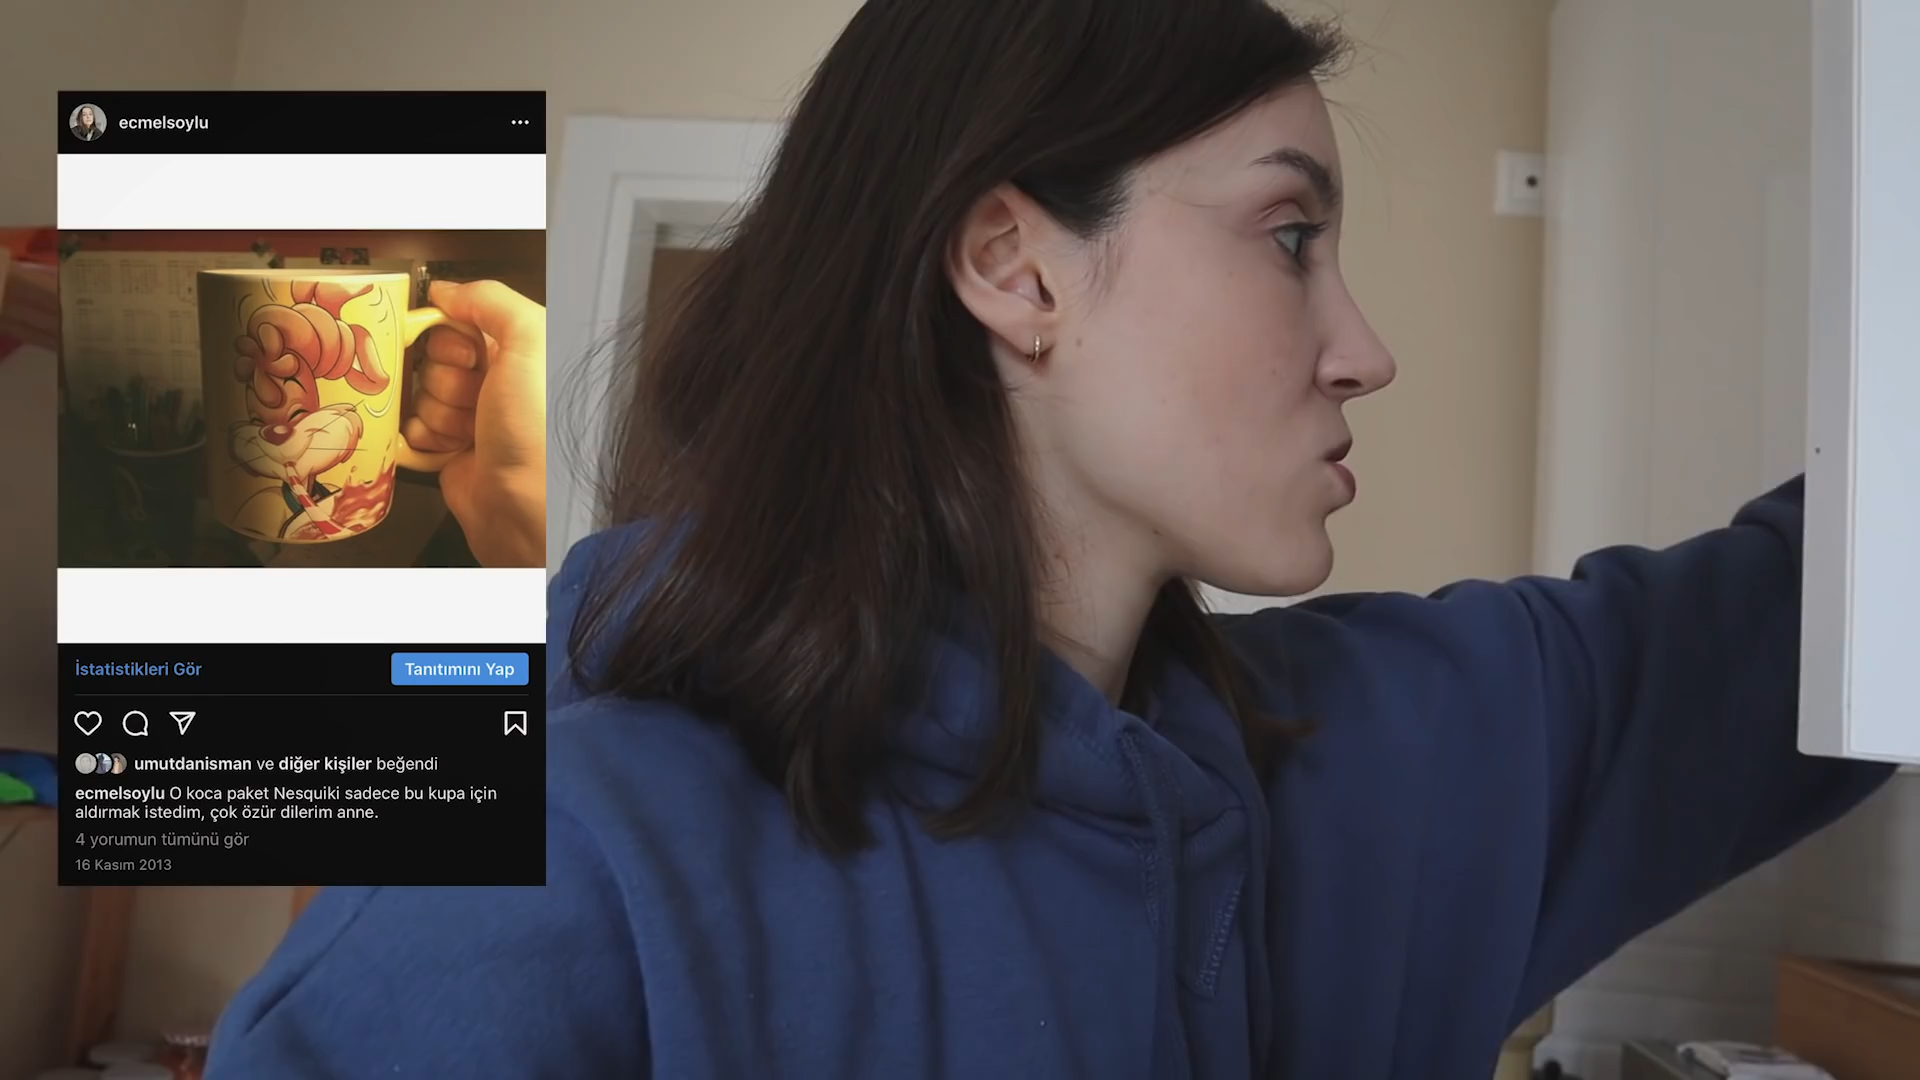 ecmelsoylu
İstatistikleri Gör
Tanıtımını Yap
umutdanisman ve diğer kişiler beğendi
ecmelsoylu O koca paket Nesquiki sadece bu kupa için
aldırmak istedim, çok özür dilerim anne.
4 yorumun tümünü gör
16 Kasım 2013